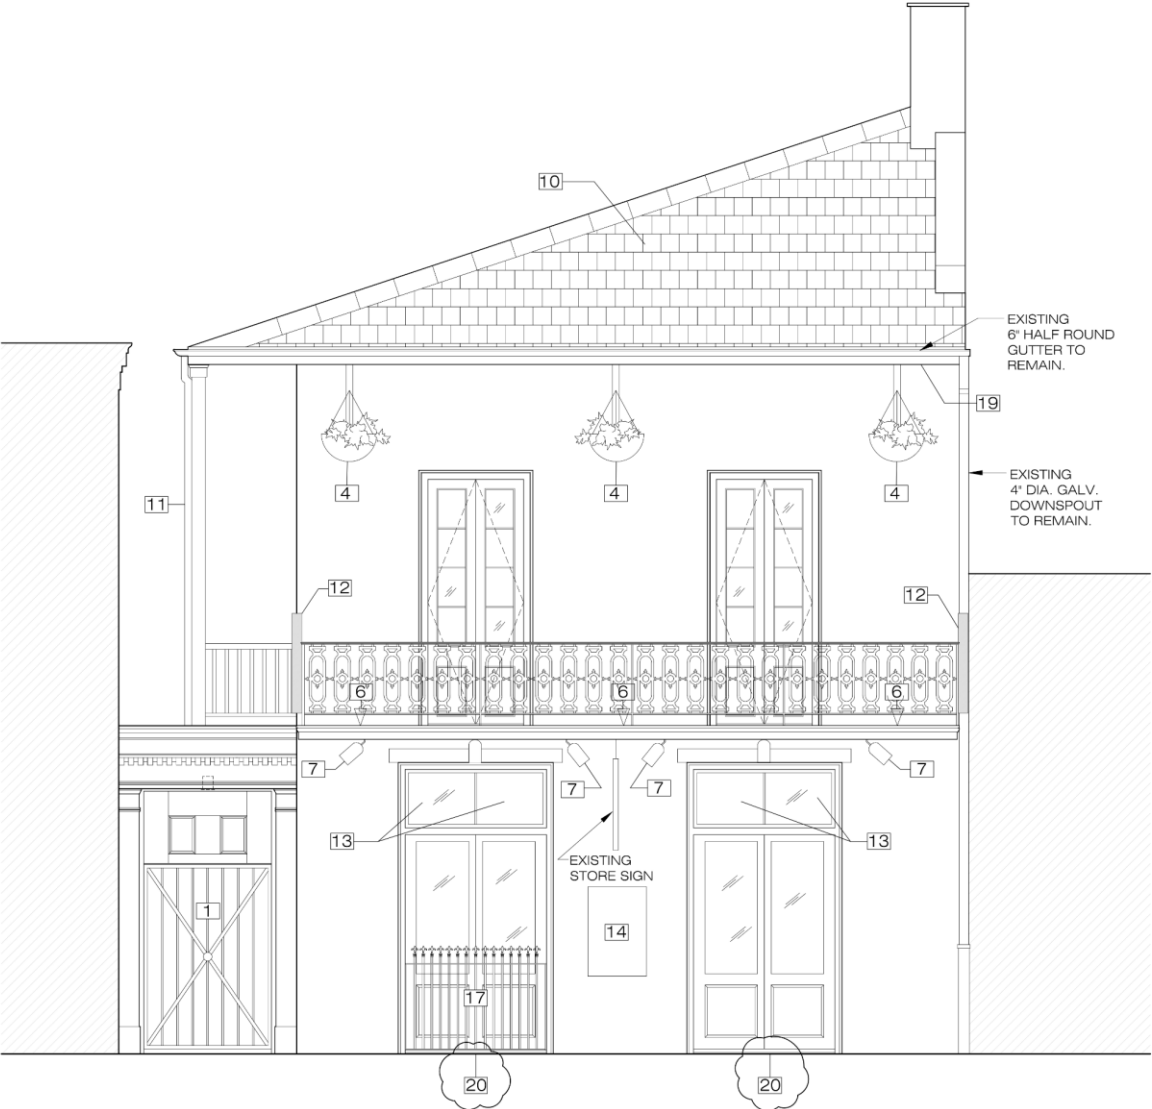 10
EXISTING
6" HALF ROUND
GUTTER TO
REMAIN.
19
4
4
4
EXISTING
4" DIA. GALV.
DOWNSPOUT
TO REMAIN.
11
12
12
6
6
6
7
7
7
7
13
13
EXISTING
STORE SIGN
1
14
17
20
20